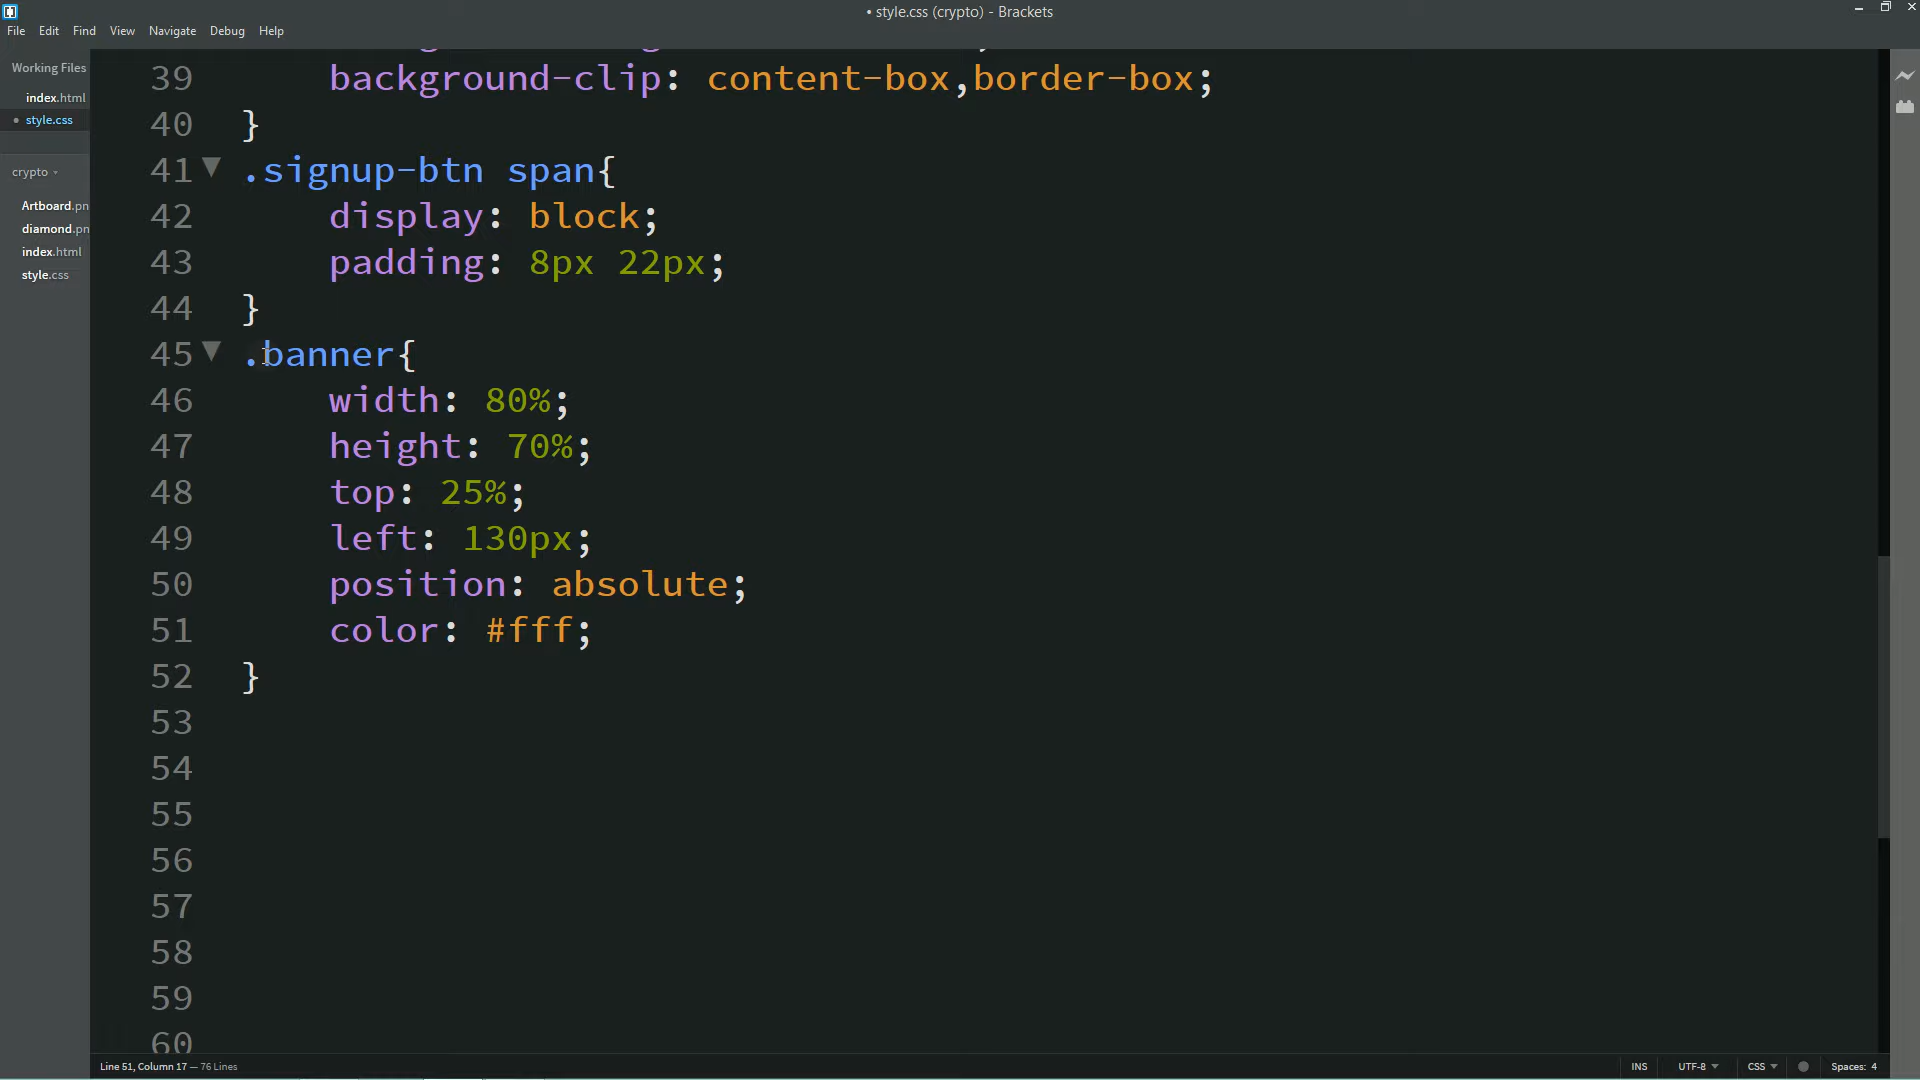 • style.css (crypto) - Brackets
File Edit Find View Navigate Debug Help
Working Files
index.html
• style.css
crypto
Artboard.pn
diamond.pn
index.html
style.css
39 background-clip: content-box,border-box;
40 }
41 .signup-btn span{
42 display: block;
43 padding: 8px 22px;
44 }
45 .banner{
46 width: 80%;
47 height: 70%;
48 top: 25%;
49 left: 130px;
50 position: absolute;
51 color: #fff;
52 }
53
54
55
56
57
58
59
60
Line 51, Column 17 — 76 Lines
INS UTF-8 CSS Spaces: 4